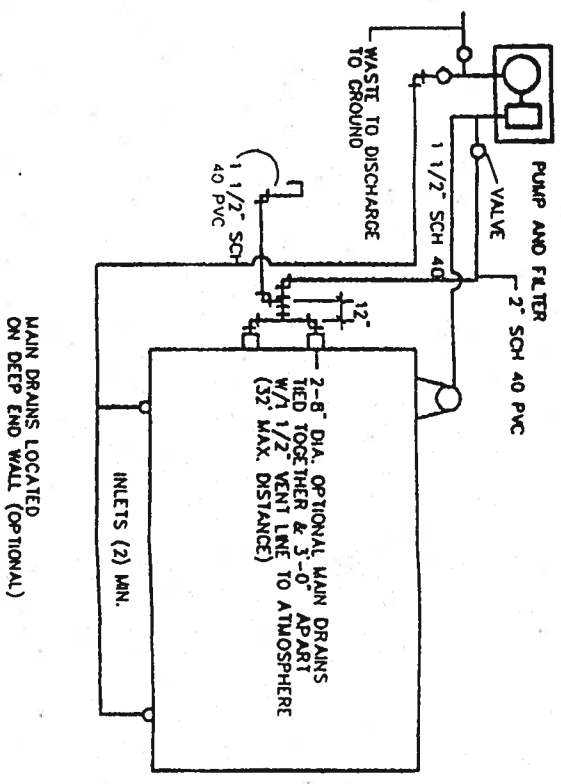 PUMP AND FILTER
VALVE
2" SCH 40 PVC
1 1/2" SCH 40
WASTE TO DISCHARGE
TO GROUND
1 1/2" SCH
40 PVC
12"
2-8" DIA. OPTIONAL MAIN DRAINS
TIED TOGETHER & 3'-0" APART
W/1 1/2" VENT LINE TO ATMOSPHERE
(32' MAX. DISTANCE)
INLETS (2) MIN.
MAIN DRAINS LOCATED
ON DEEP END WALL (OPTIONAL)